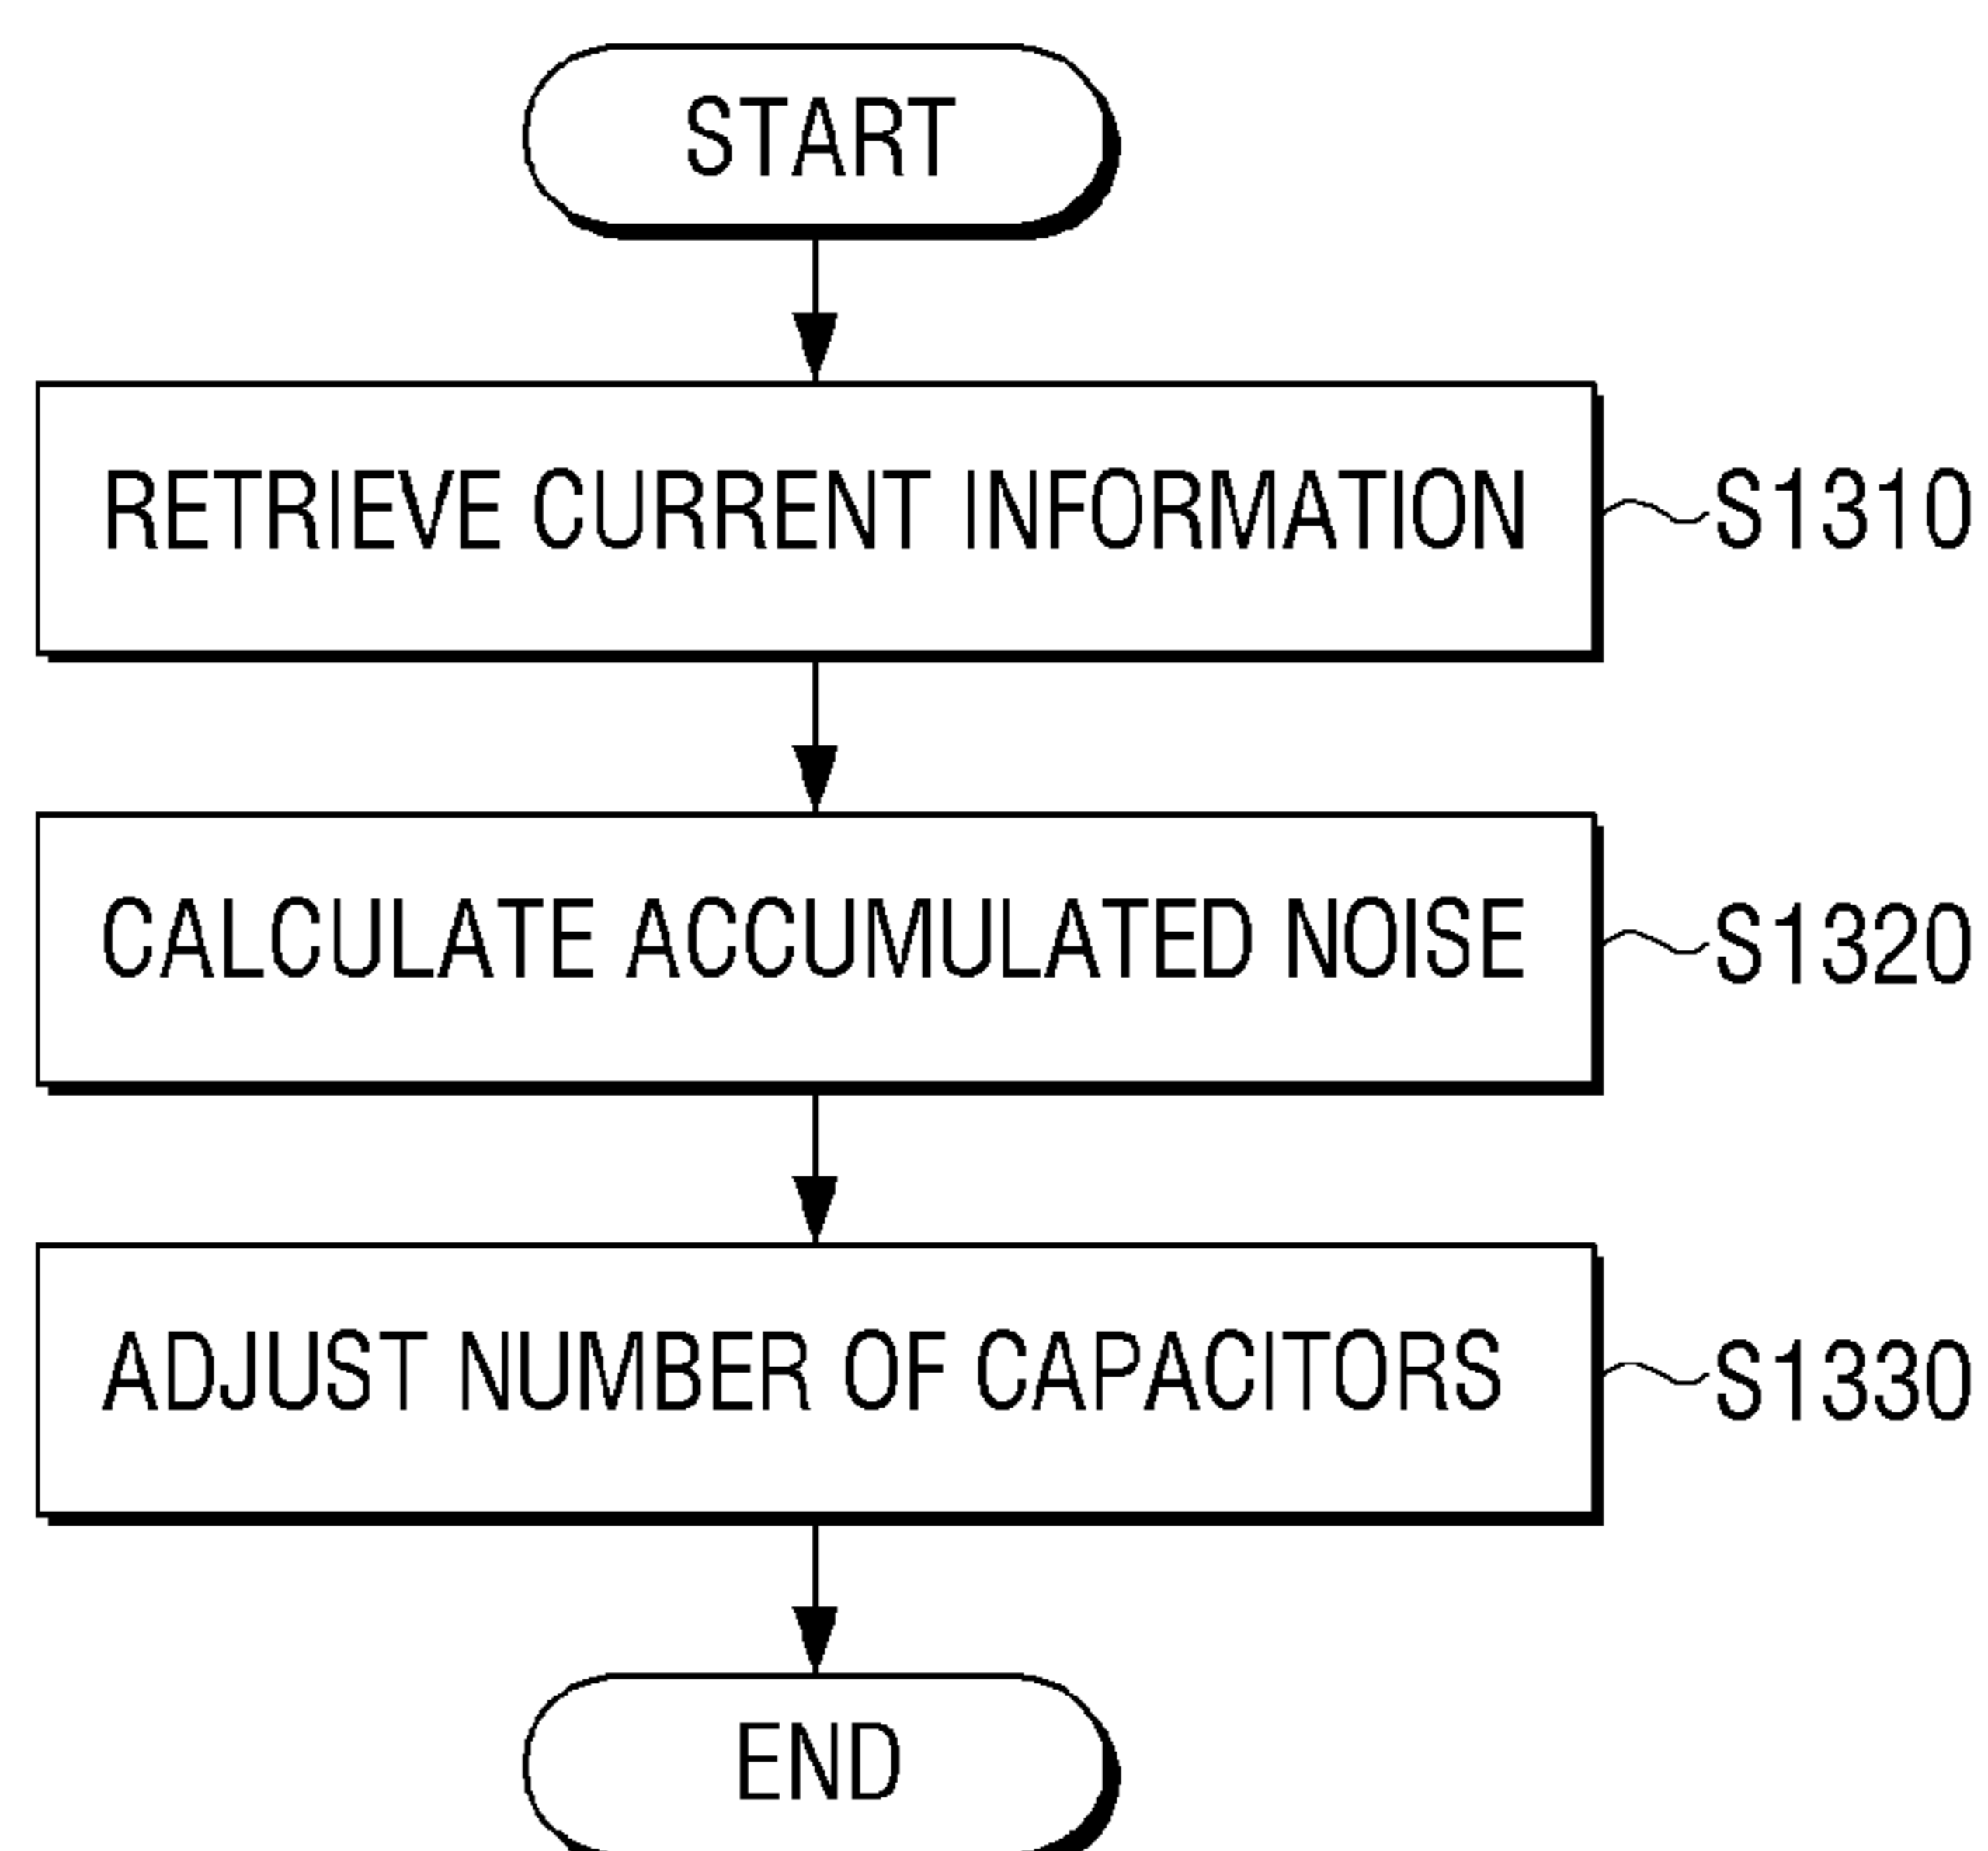 START
RETRIEVE CURRENT INFORMATION
S1310
CALCULATE ACCUMULATED NOISE
S1320
ADJUST NUMBER OF CAPACITORS
S1330
END